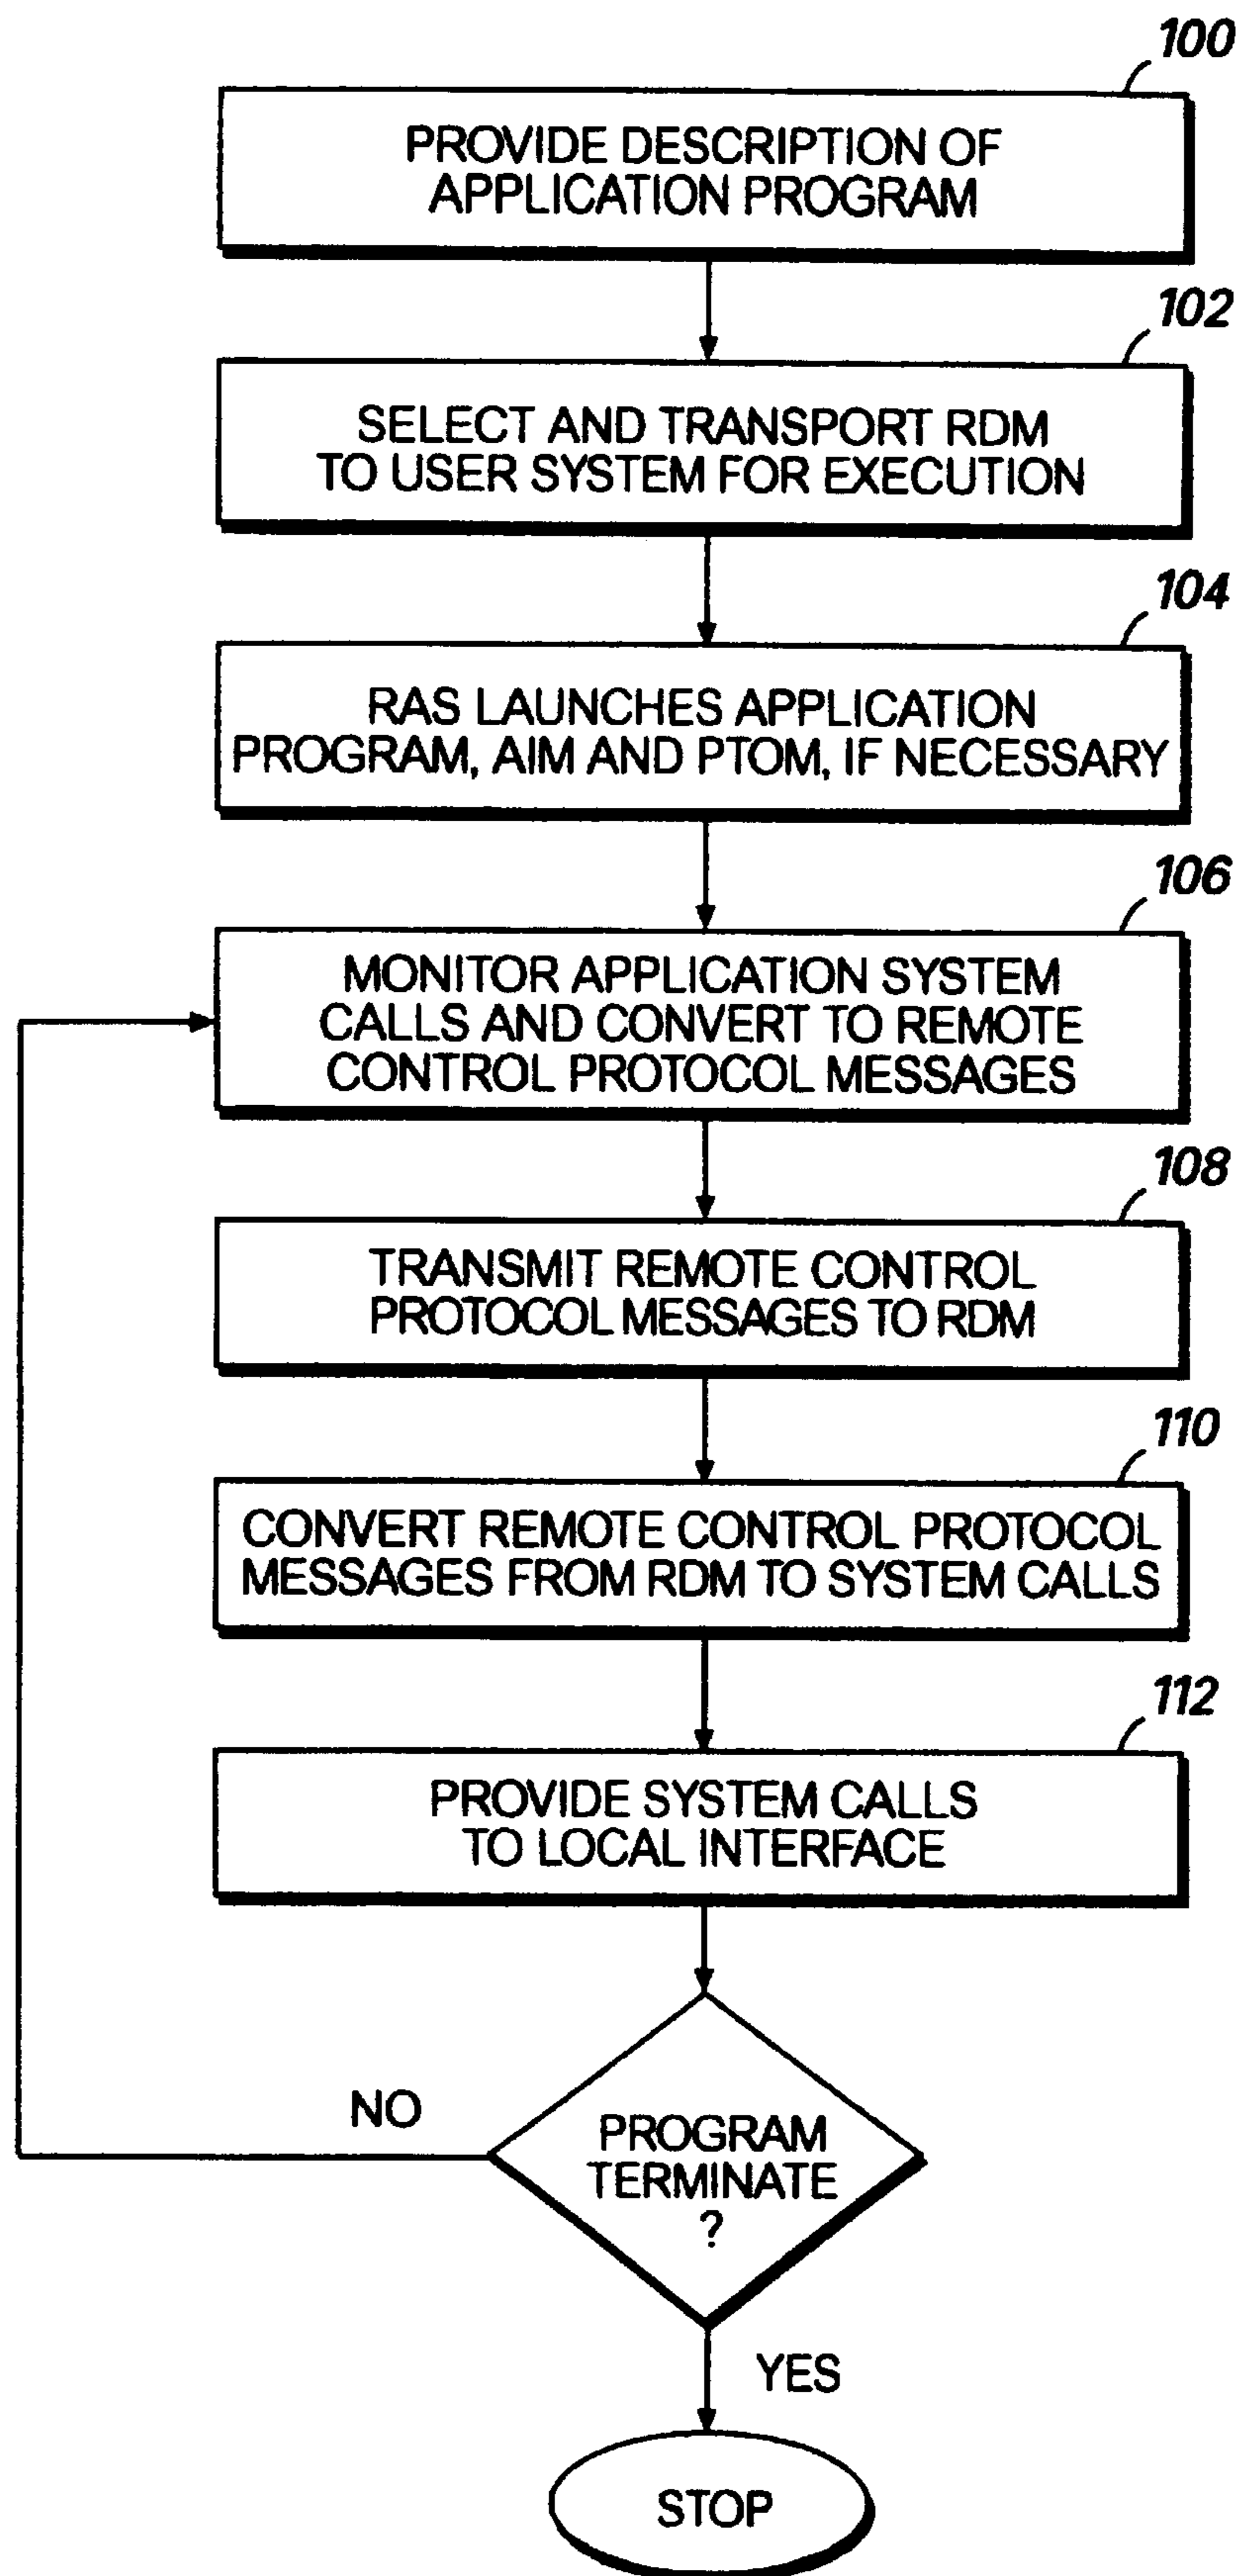 100
PROVIDE DESCRIPTION OF
APPLICATION PROGRAM
102
SELECT AND TRANSPORT RDM
TO USER SYSTEM FOR EXECUTION
104
RAS LAUNCHES APPLICATION
PROGRAM, AIM AND PTOM, IF NECESSARY
106
MONITOR APPLICATION SYSTEM
CALLS AND CONVERT TO REMOTE
CONTROL PROTOCOL MESSAGES
108
TRANSMIT REMOTE CONTROL
PROTOCOL MESSAGES TO RDM
110
CONVERT REMOTE CONTROL PROTOCOL
MESSAGES FROM RDM TO SYSTEM CALLS
112
PROVIDE SYSTEM CALLS
TO LOCAL INTERFACE
NO
PROGRAM
TERMINATE
?
YES
STOP